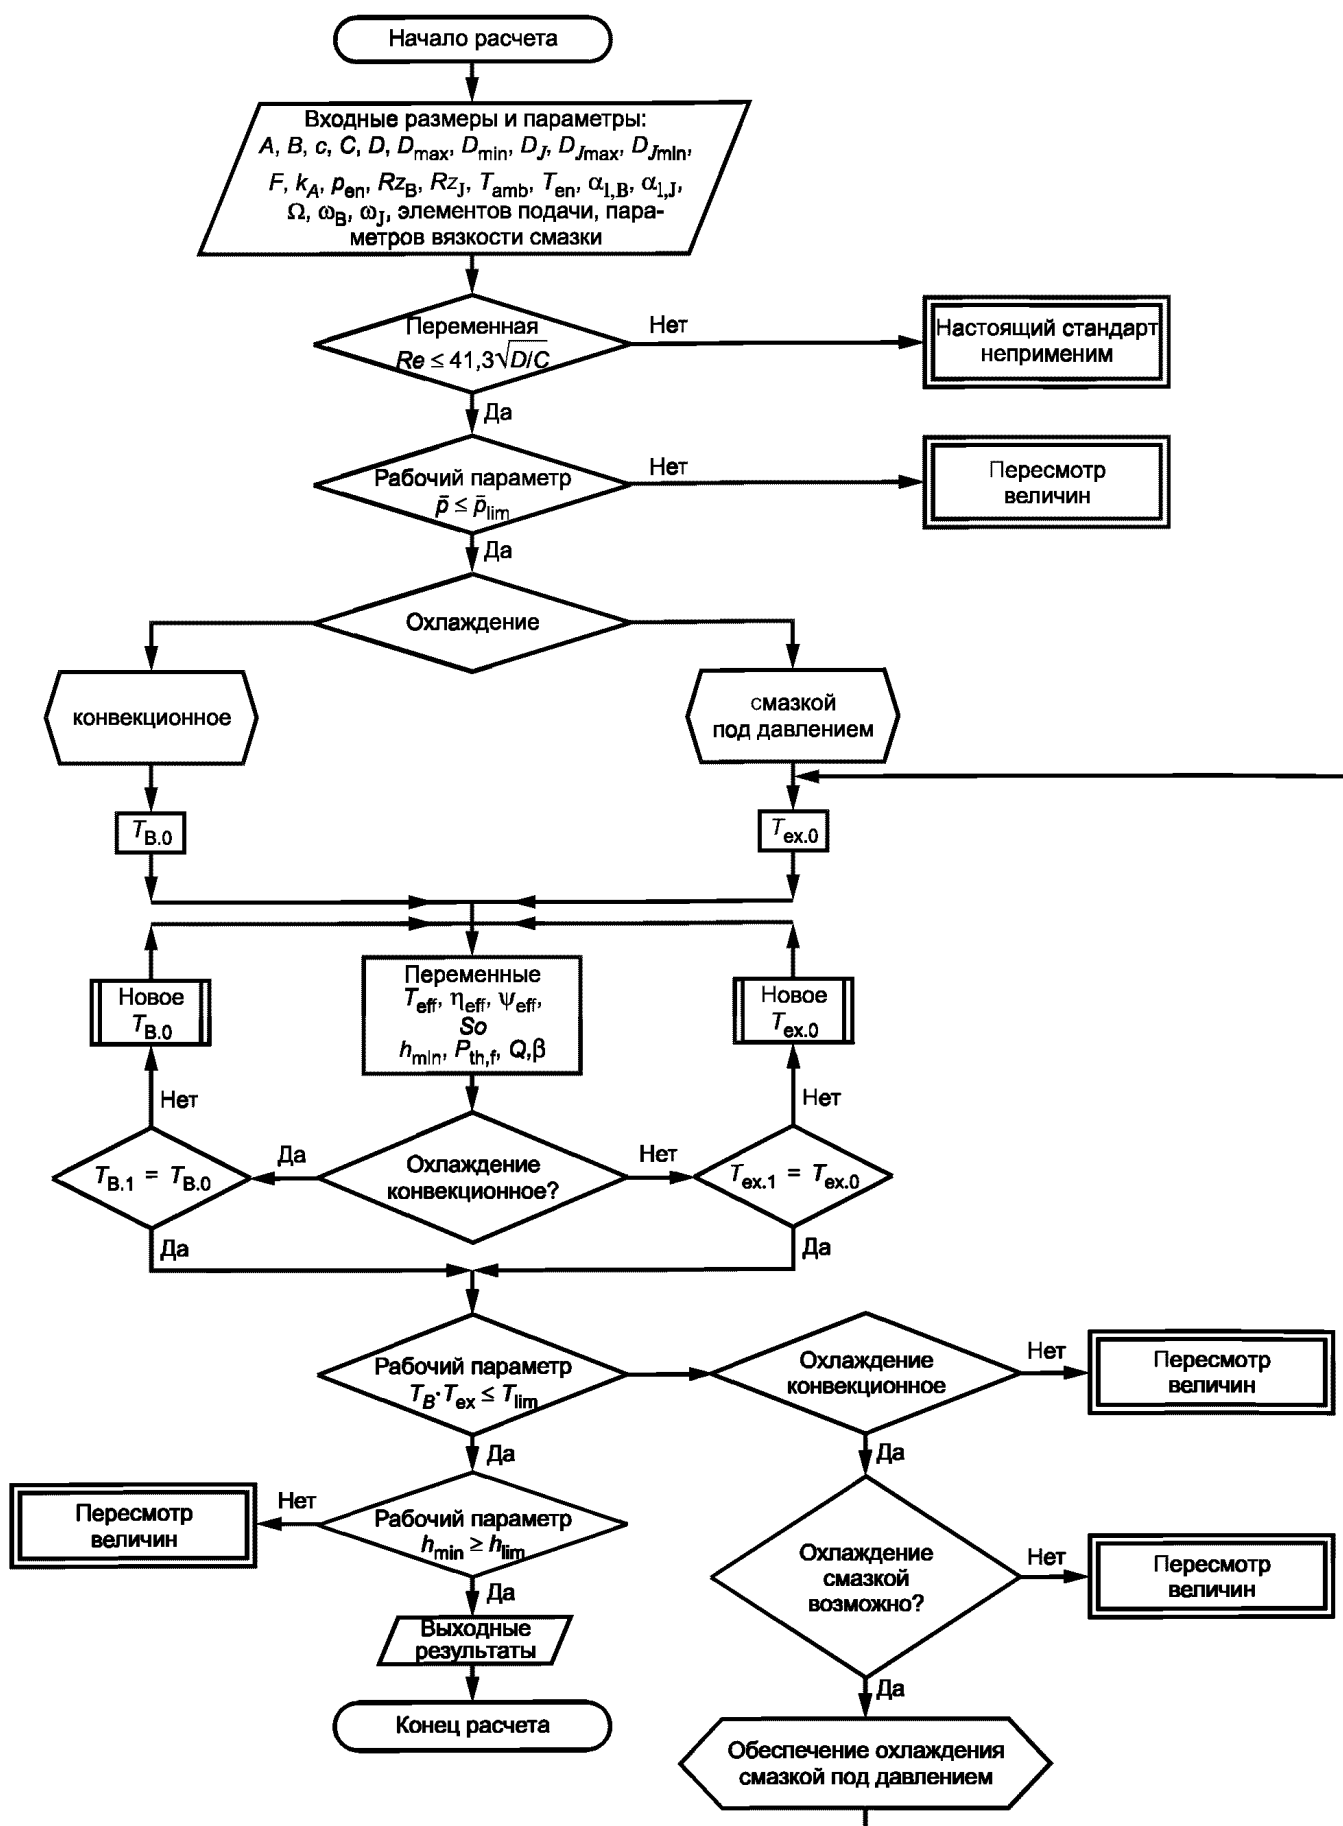 Начало расчета
Входные размеры и параметры:
A, B, c, C, D, Dmax, Dmin, DJ, DJmax, DJmin,
F, kA, pen, RzB, RzJ, Tamb, Ten, α1,B, α1,J,
Ω, ωB, ωJ, элементов подачи, пара-
метров вязкости смазки
Переменная
Re ≤ 41,3√D/C
Нет
Настоящий стандарт
неприменим
Да
Рабочий параметр
p̄ ≤ p̄lim
Нет
Пересмотр
величин
Да
Охлаждение
конвекционное
смазкой
под давлением
TB.0
Tex.0
Новое
TB.0
Переменные
Teff, ηeff, ψeff,
So
hmin, Pth,f, Q,β
Новое
Tex.0
Нет
Нет
TB.1 = TB.0
Да
Охлаждение
конвекционное?
Нет
Tex.1 = Tex.0
Да
Да
Рабочий параметр
TB·Tex ≤ Tlim
Охлаждение
конвекционное
Нет
Пересмотр
величин
Да
Да
Пересмотр
величин
Нет
Рабочий параметр
hmin ≥ hlim
Охлаждение
смазкой
возможно?
Нет
Пересмотр
величин
Да
Выходные
результаты
Да
Конец расчета
Обеспечение охлаждения
смазкой под давлением